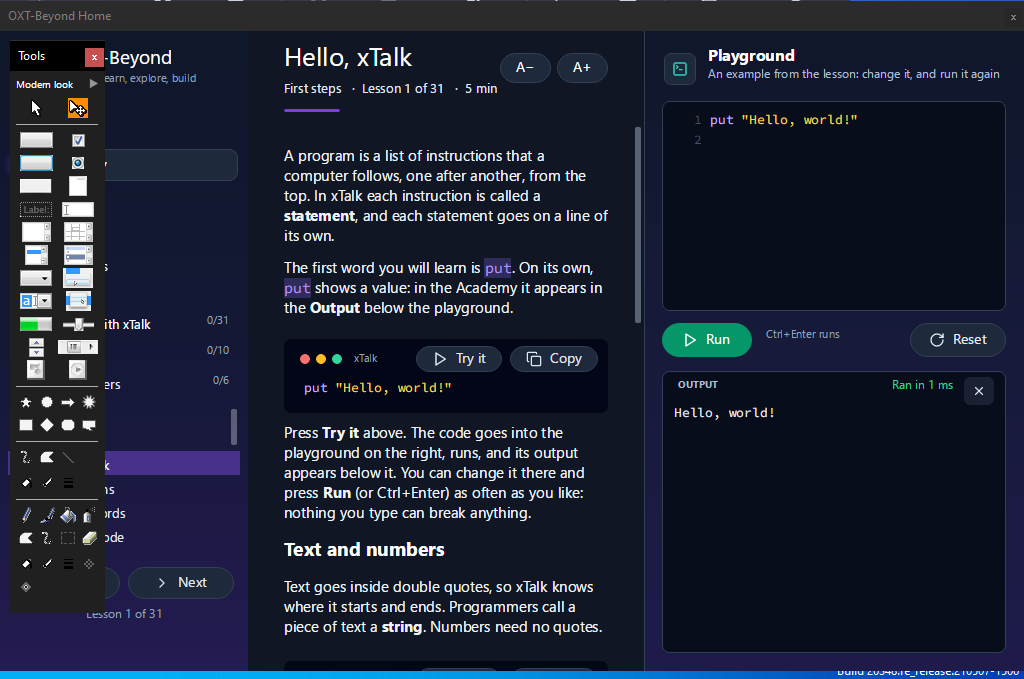 OXT-Beyond Home
Tools
Modern look
Label:
-Beyond
earn, explore, build
ith xTalk
0/31
0/10
ers
0/6
ords
ode
Next
Lesson 1 of 31
Hello, xTalk
First steps · Lesson 1 of 31 · 5 min
A−
A+
A program is a list of instructions that a
computer follows, one after another, from the
top. In xTalk each instruction is called a
statement, and each statement goes on a line of
its own.
The first word you will learn is put. On its own,
put shows a value: in the Academy it appears in
the Output below the playground.
xTalk
Try it
Copy
put "Hello, world!"
Press Try it above. The code goes into the
playground on the right, runs, and its output
appears below it. You can change it there and
press Run (or Ctrl+Enter) as often as you like:
nothing you type can break anything.
Text and numbers
Text goes inside double quotes, so xTalk knows
where it starts and ends. Programmers call a
piece of text a string. Numbers need no quotes.
Playground
An example from the lesson: change it, and run it again
1 put "Hello, world!"
2
Run
Ctrl+Enter runs
Reset
OUTPUT
Ran in 1 ms
Hello, world!
Build 20348.fe_release.210507-1500